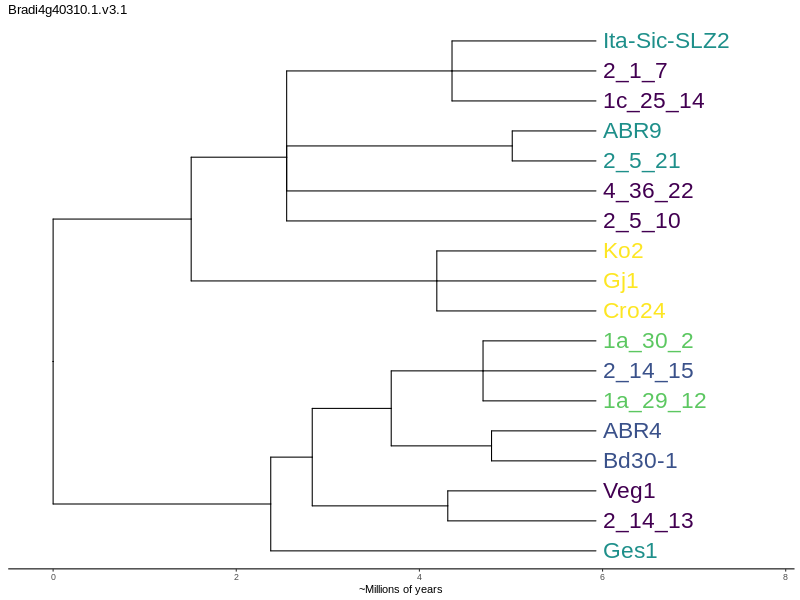 Bradi4g40310.1.v3.1
Ita-Sic-SLZ2
2_1_7
1c_25_14
ABR9
2_5_21
4_36_22
2_5_10
Ko2
Gj1
Cro24
1a_30_2
2_14_15
1a_29_12
ABR4
Bd30-1
Veg1
2_14_13
Ges1
0 2 4 6 8
~Millions of years